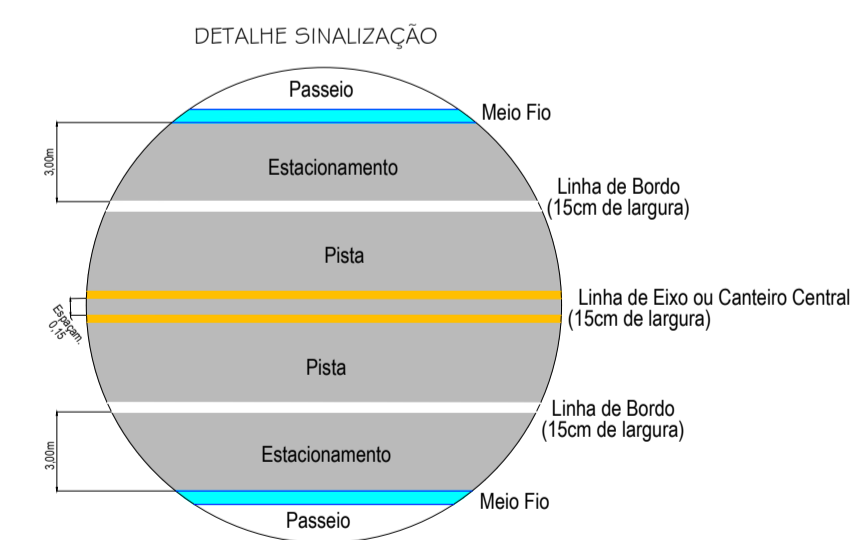 DETALHE SINALIZAÇÃO
Passeio
Meio Fio
3,00m
Estacionamento
Linha de Bordo
(15cm de largura)
Pista
Espaçam.
0,15
Linha de Eixo ou Canteiro Central
(15cm de largura)
Pista
Linha de Bordo
(15cm de largura)
3,00m
Estacionamento
Meio Fio
Passeio